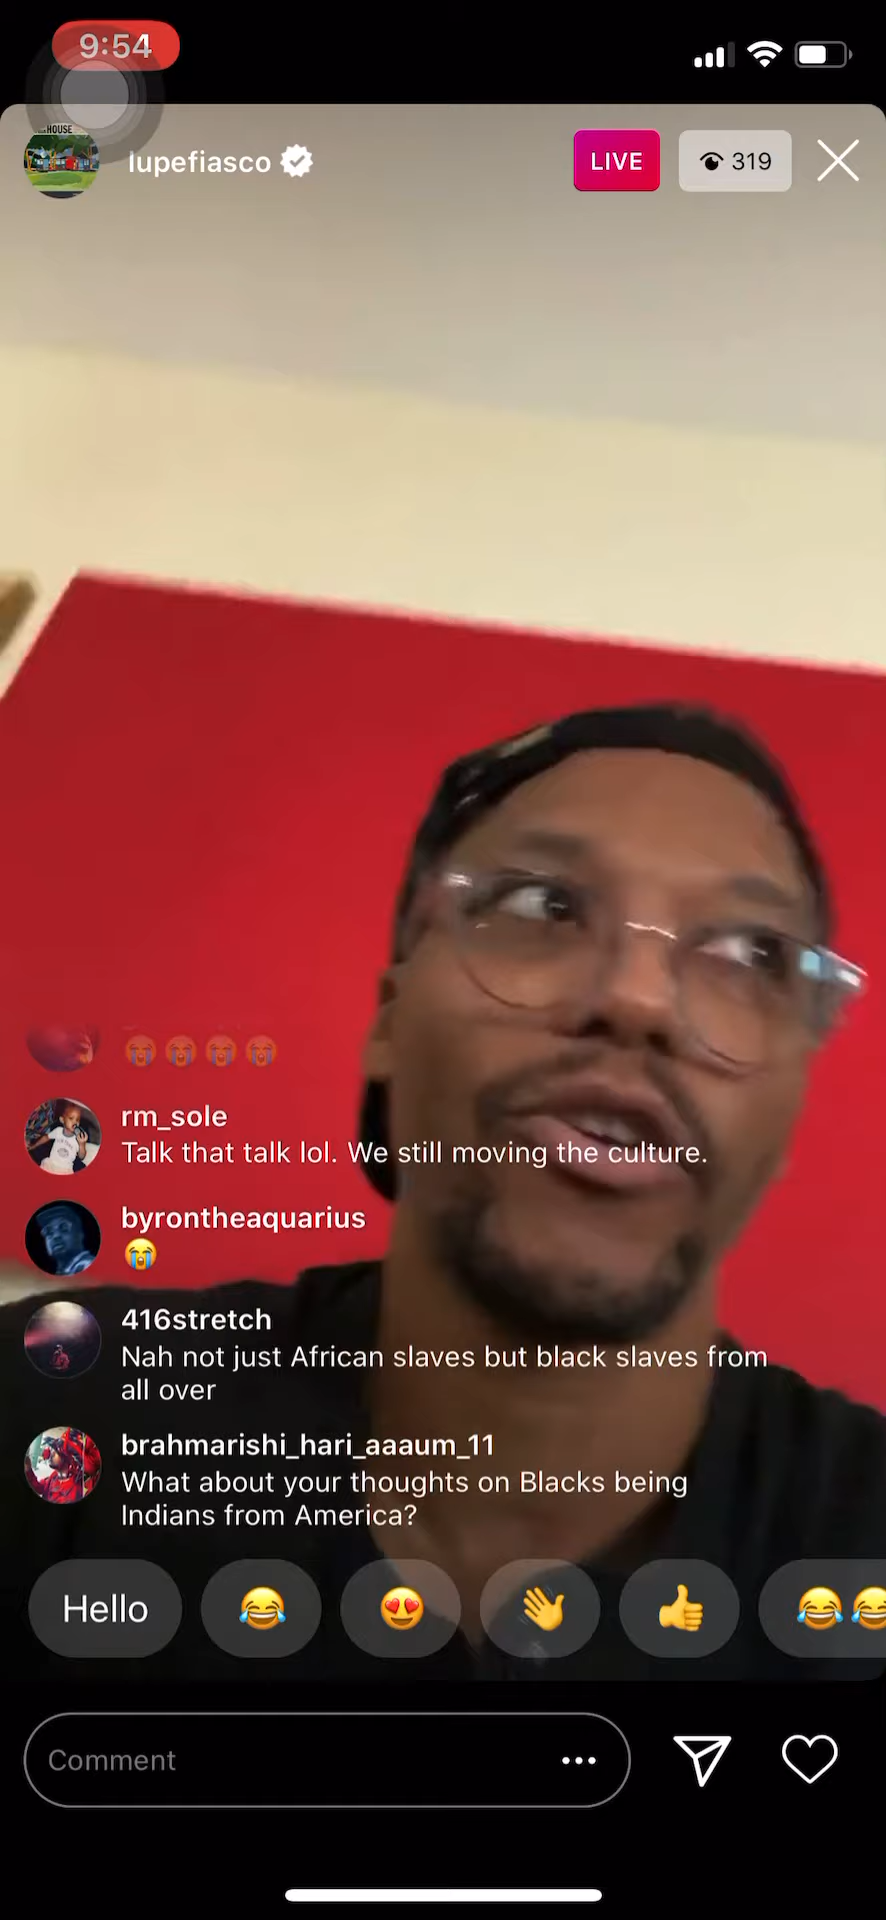 9:54
HOUSE
lupefiasco
LIVE
319
😭😭😭😭
rm_sole
Talk that talk lol. We still moving the culture.
byrontheaquarius
😭
416stretch
Nah not just African slaves but black slaves from
all over
brahmarishi_hari_aaaum_11
What about your thoughts on Blacks being
Indians from America?
Hello 😂 😍 👋 👍 😂😂
Comment